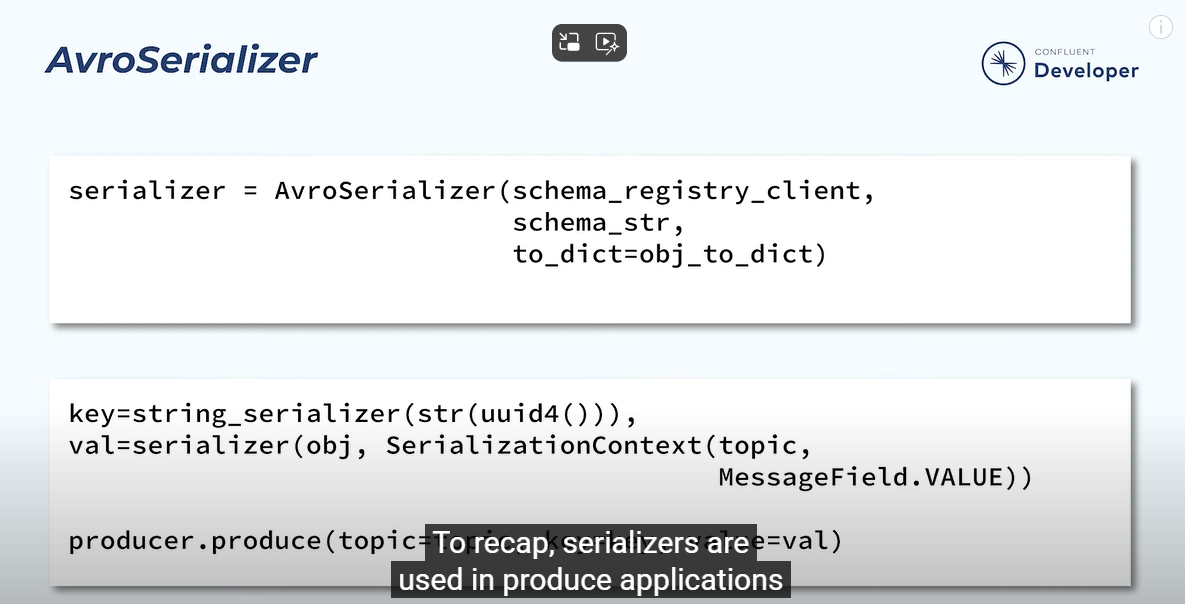 AvroSerializer
CONFLUENT
Developer
serializer = AvroSerializer(schema_registry_client,
schema_str,
to_dict=obj_to_dict)
key=string_serializer(str(uuid4())),
val=serializer(obj, SerializationContext(topic,
MessageField.VALUE))
producer.produce(topic= =val)
To recap, serializers are
used in produce applications